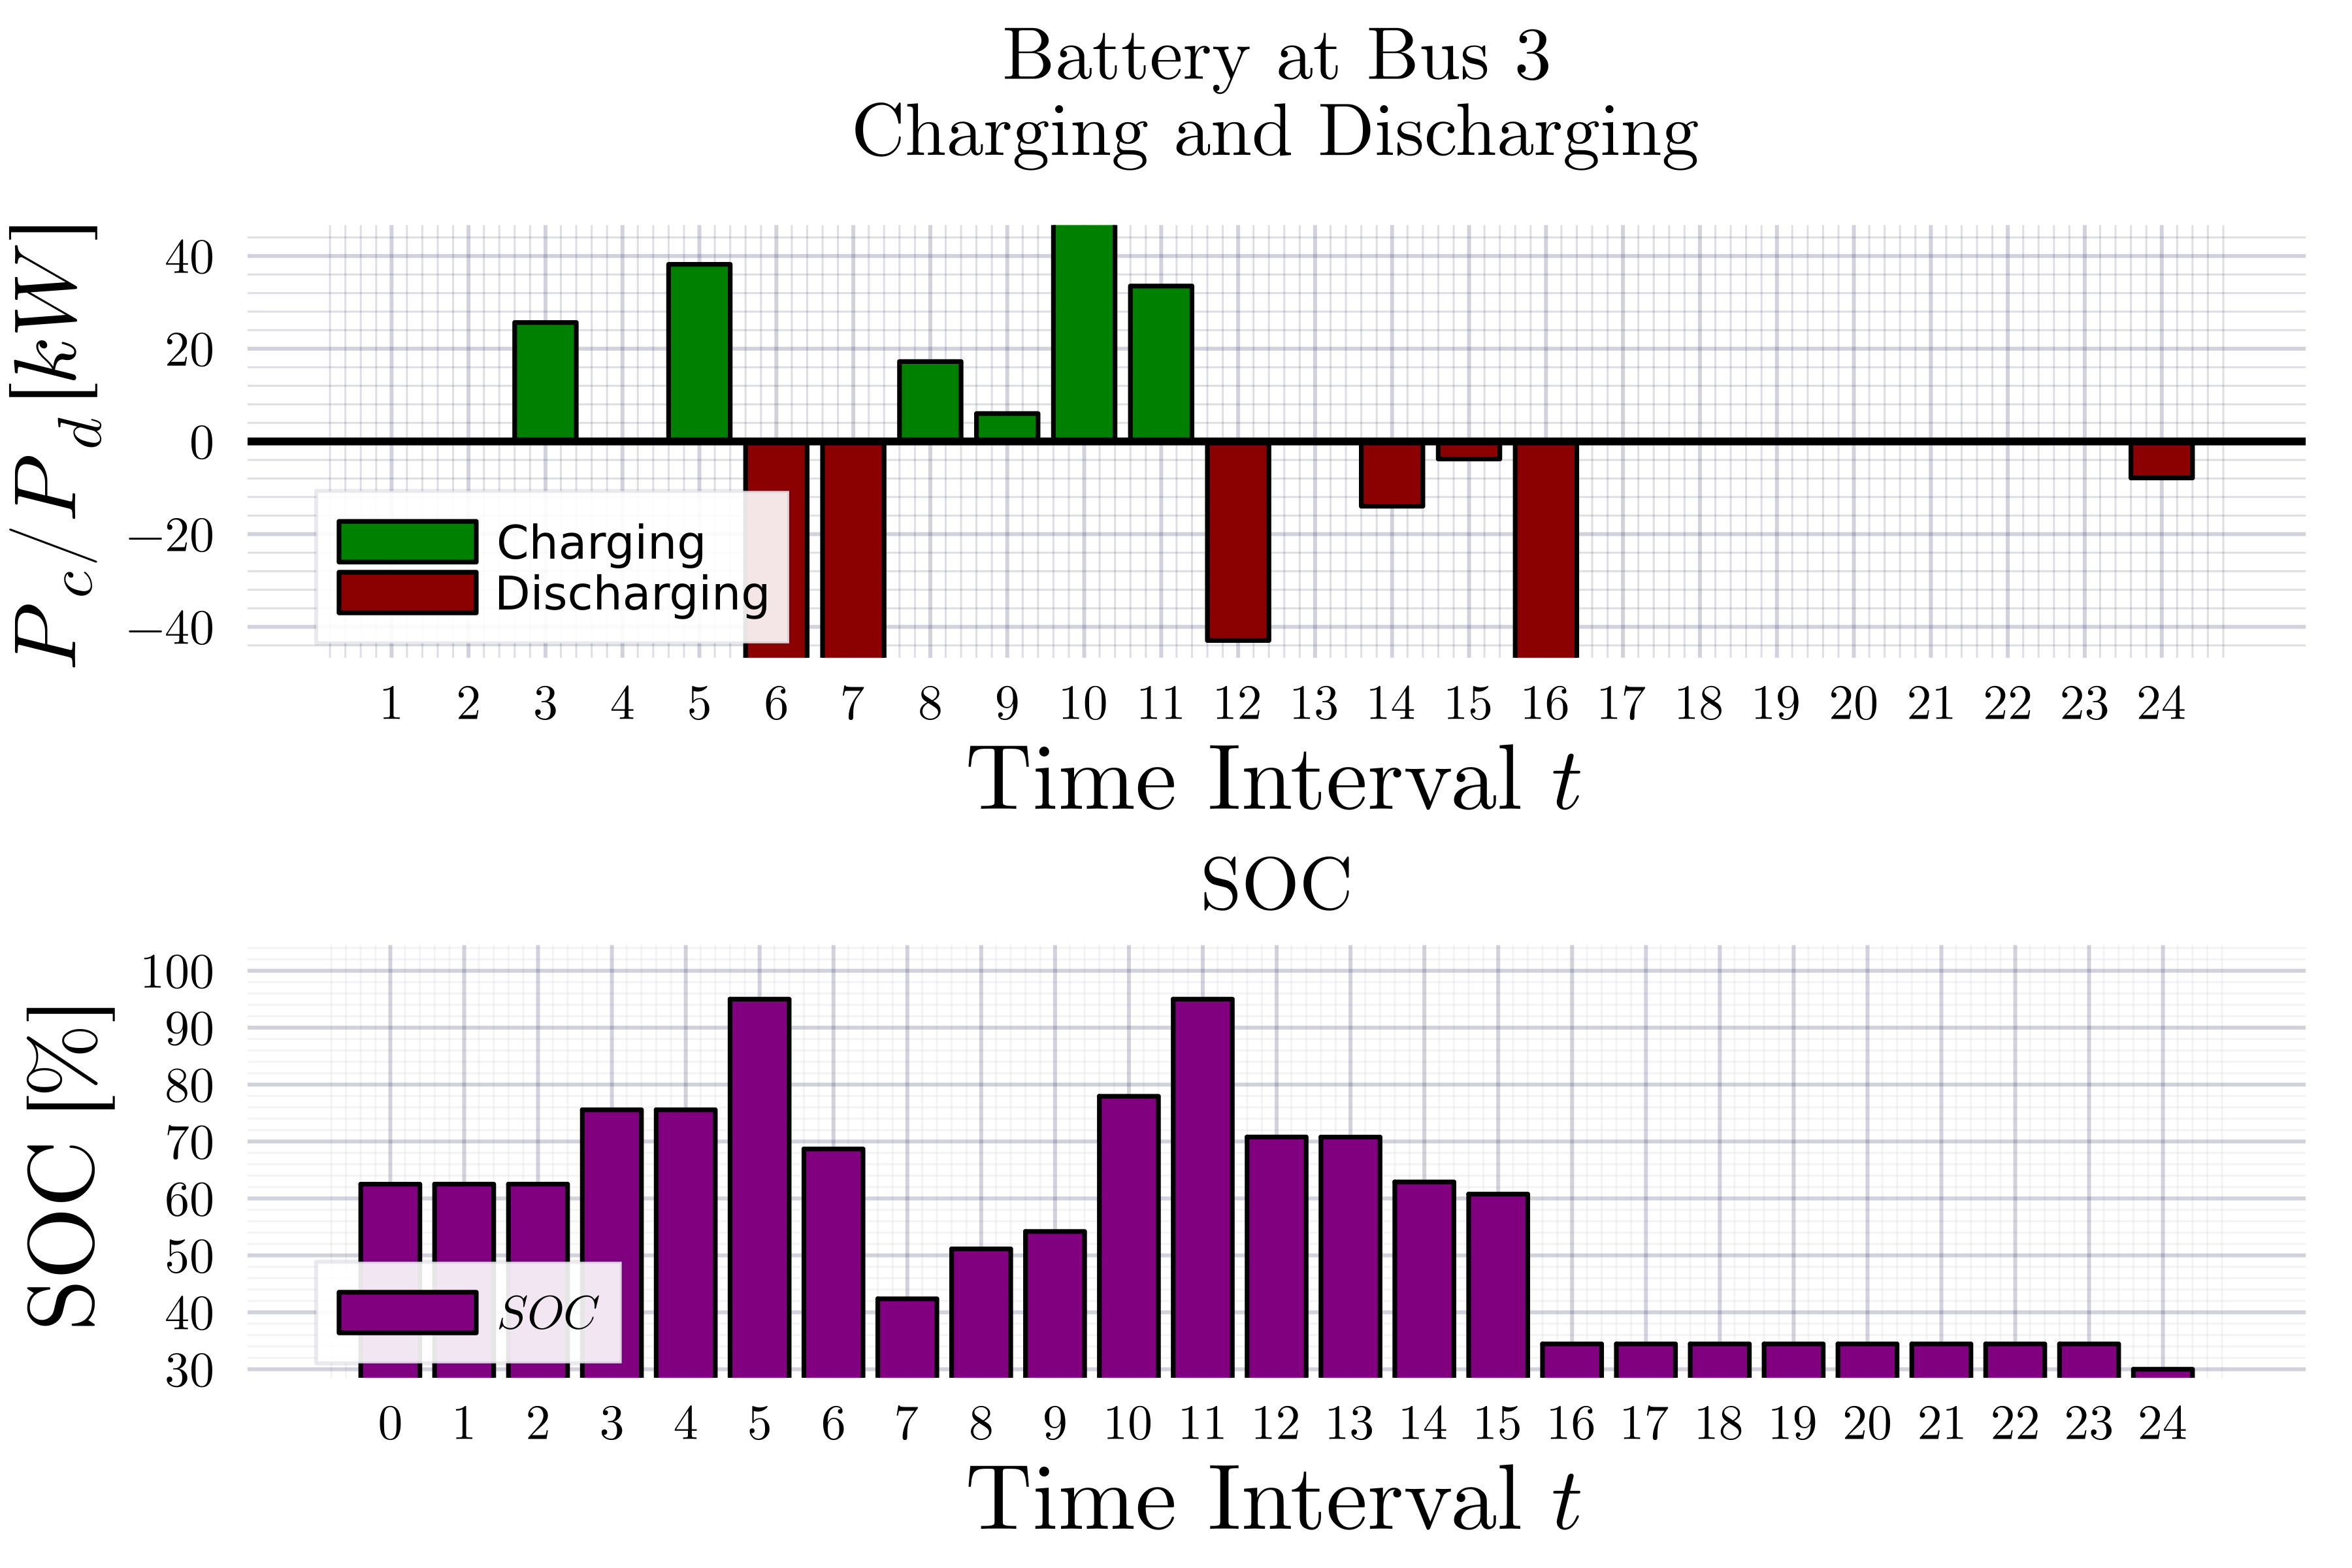 Battery at Bus 3
Charging and Discharging
P_c/P_d [kW]
40
20
0
−20
−40
Charging
Discharging
1 2 3 4 5 6 7 8 9 10 11 12 13 14 15 16 17 18 19 20 21 22 23 24
Time Interval t
SOC
SOC [%]
100
90
80
70
60
50
40
30
SOC
0 1 2 3 4 5 6 7 8 9 10 11 12 13 14 15 16 17 18 19 20 21 22 23 24
Time Interval t